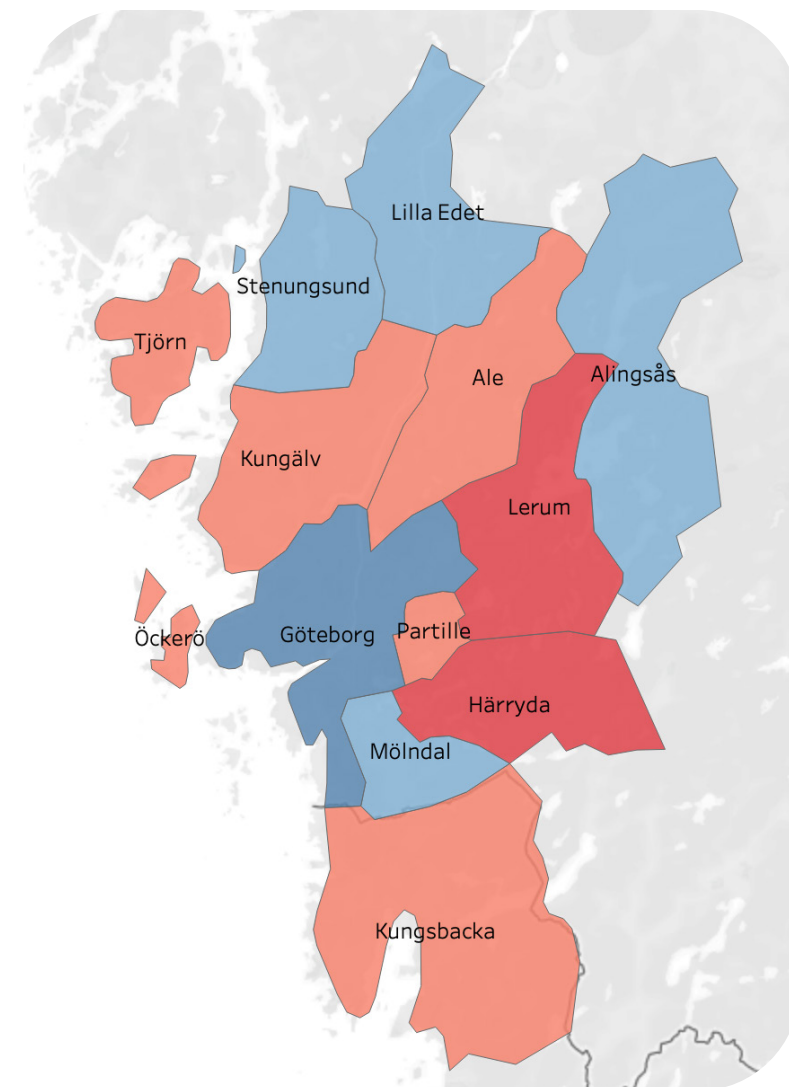 Lilla Edet
Stenungsund
Tjörn
Ale
Alingsås
Kungälv
Lerum
Öckerö
Göteborg
Partille
Härryda
Mölndal
Kungsbacka